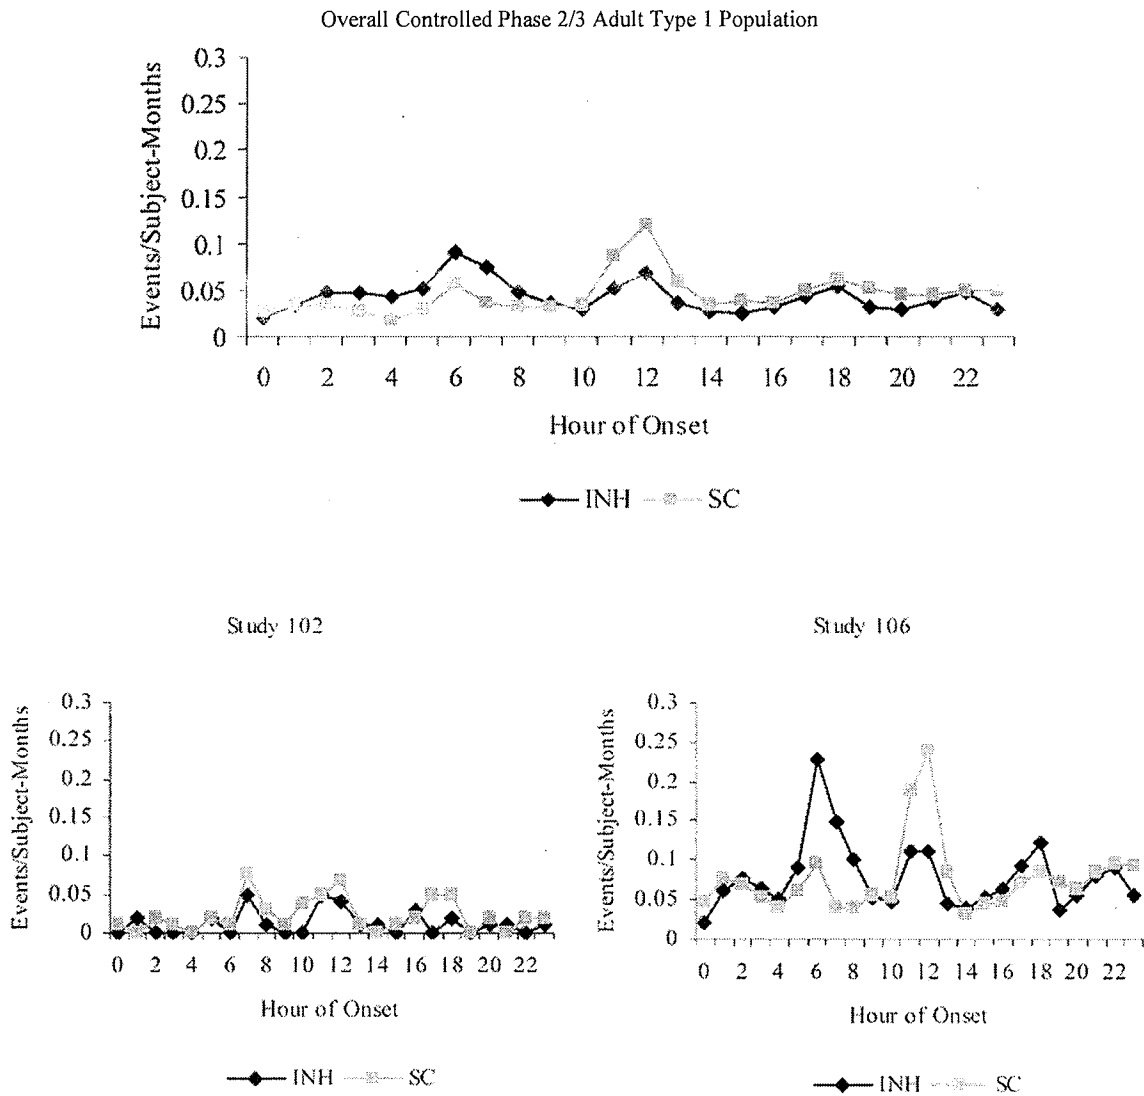 Overall Controlled Phase 2/3 Adult Type 1 Population
Events/Subject-Months
0.3
0.25
0.2
0.15
0.1
0.05
0
0 2 4 6 8 10 12 14 16 18 20 22
Hour of Onset
INH SC
Study 102
Events/Subject-Months
0.3
0.25
0.2
0.15
0.1
0.05
0
0 2 4 6 8 10 12 14 16 18 20 22
Hour of Onset
INH SC
Study 106
Events/Subject-Months
0.3
0.25
0.2
0.15
0.1
0.05
0
0 2 4 6 8 10 12 14 16 18 20 22
Hour of Onset
INH SC